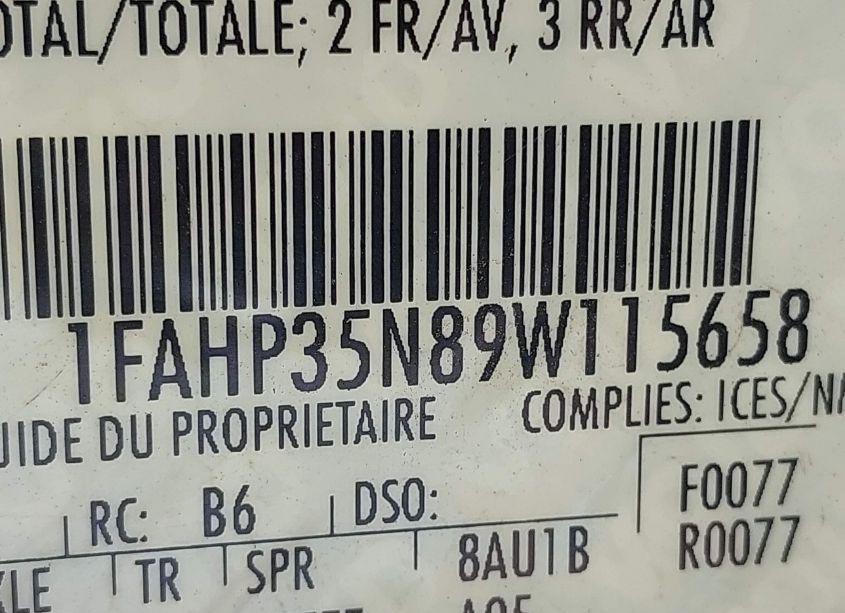 OTAL/TOTALE; 2 FR/AV, 3 RR/AR
1FAHP35N89W115658
UIDE DU PROPRIETAIRE COMPLIES: ICES/N
RC: B6 DSO: F0077
R0077
KLE TR SPR 8AU1B